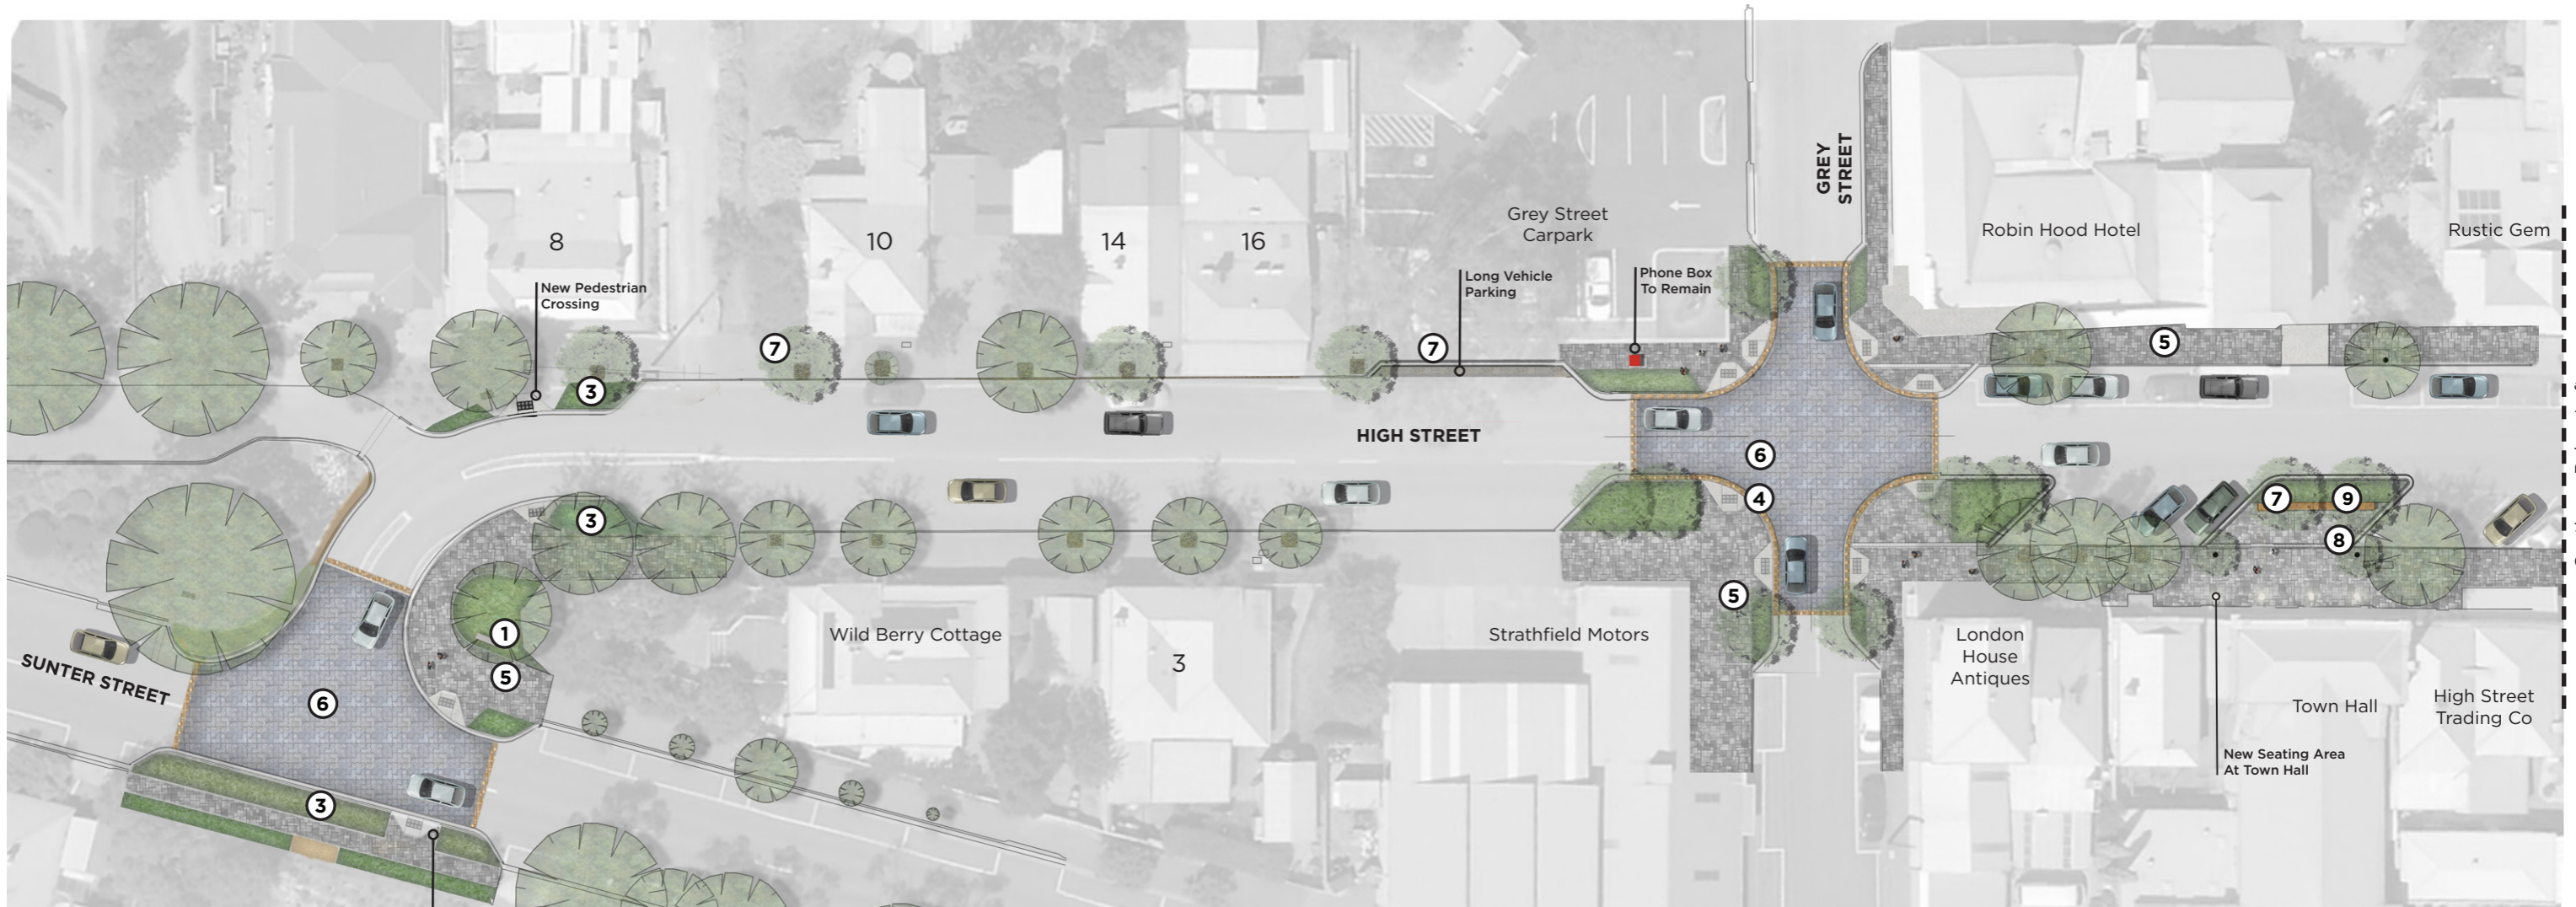 GREY
STREET
Grey Street
Carpark
Robin Hood Hotel
Rustic Gem
8
10
14
16
New Pedestrian
Crossing
Long Vehicle
Parking
Phone Box
To Remain
7
7
5
3
HIGH STREET
6
4
7
9
3
8
5
1
Wild Berry Cottage
3
Strathfield Motors
London
House
Antiques
5
SUNTER STREET
6
Town Hall
High Street
Trading Co
New Seating Area
At Town Hall
3